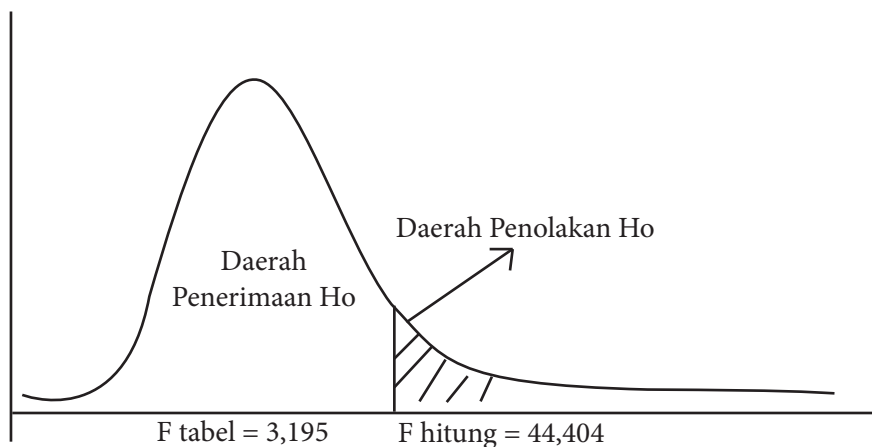 Daerah Penolakan Ho
Daerah
Penerimaan Ho
F tabel = 3,195
F hitung = 44,404